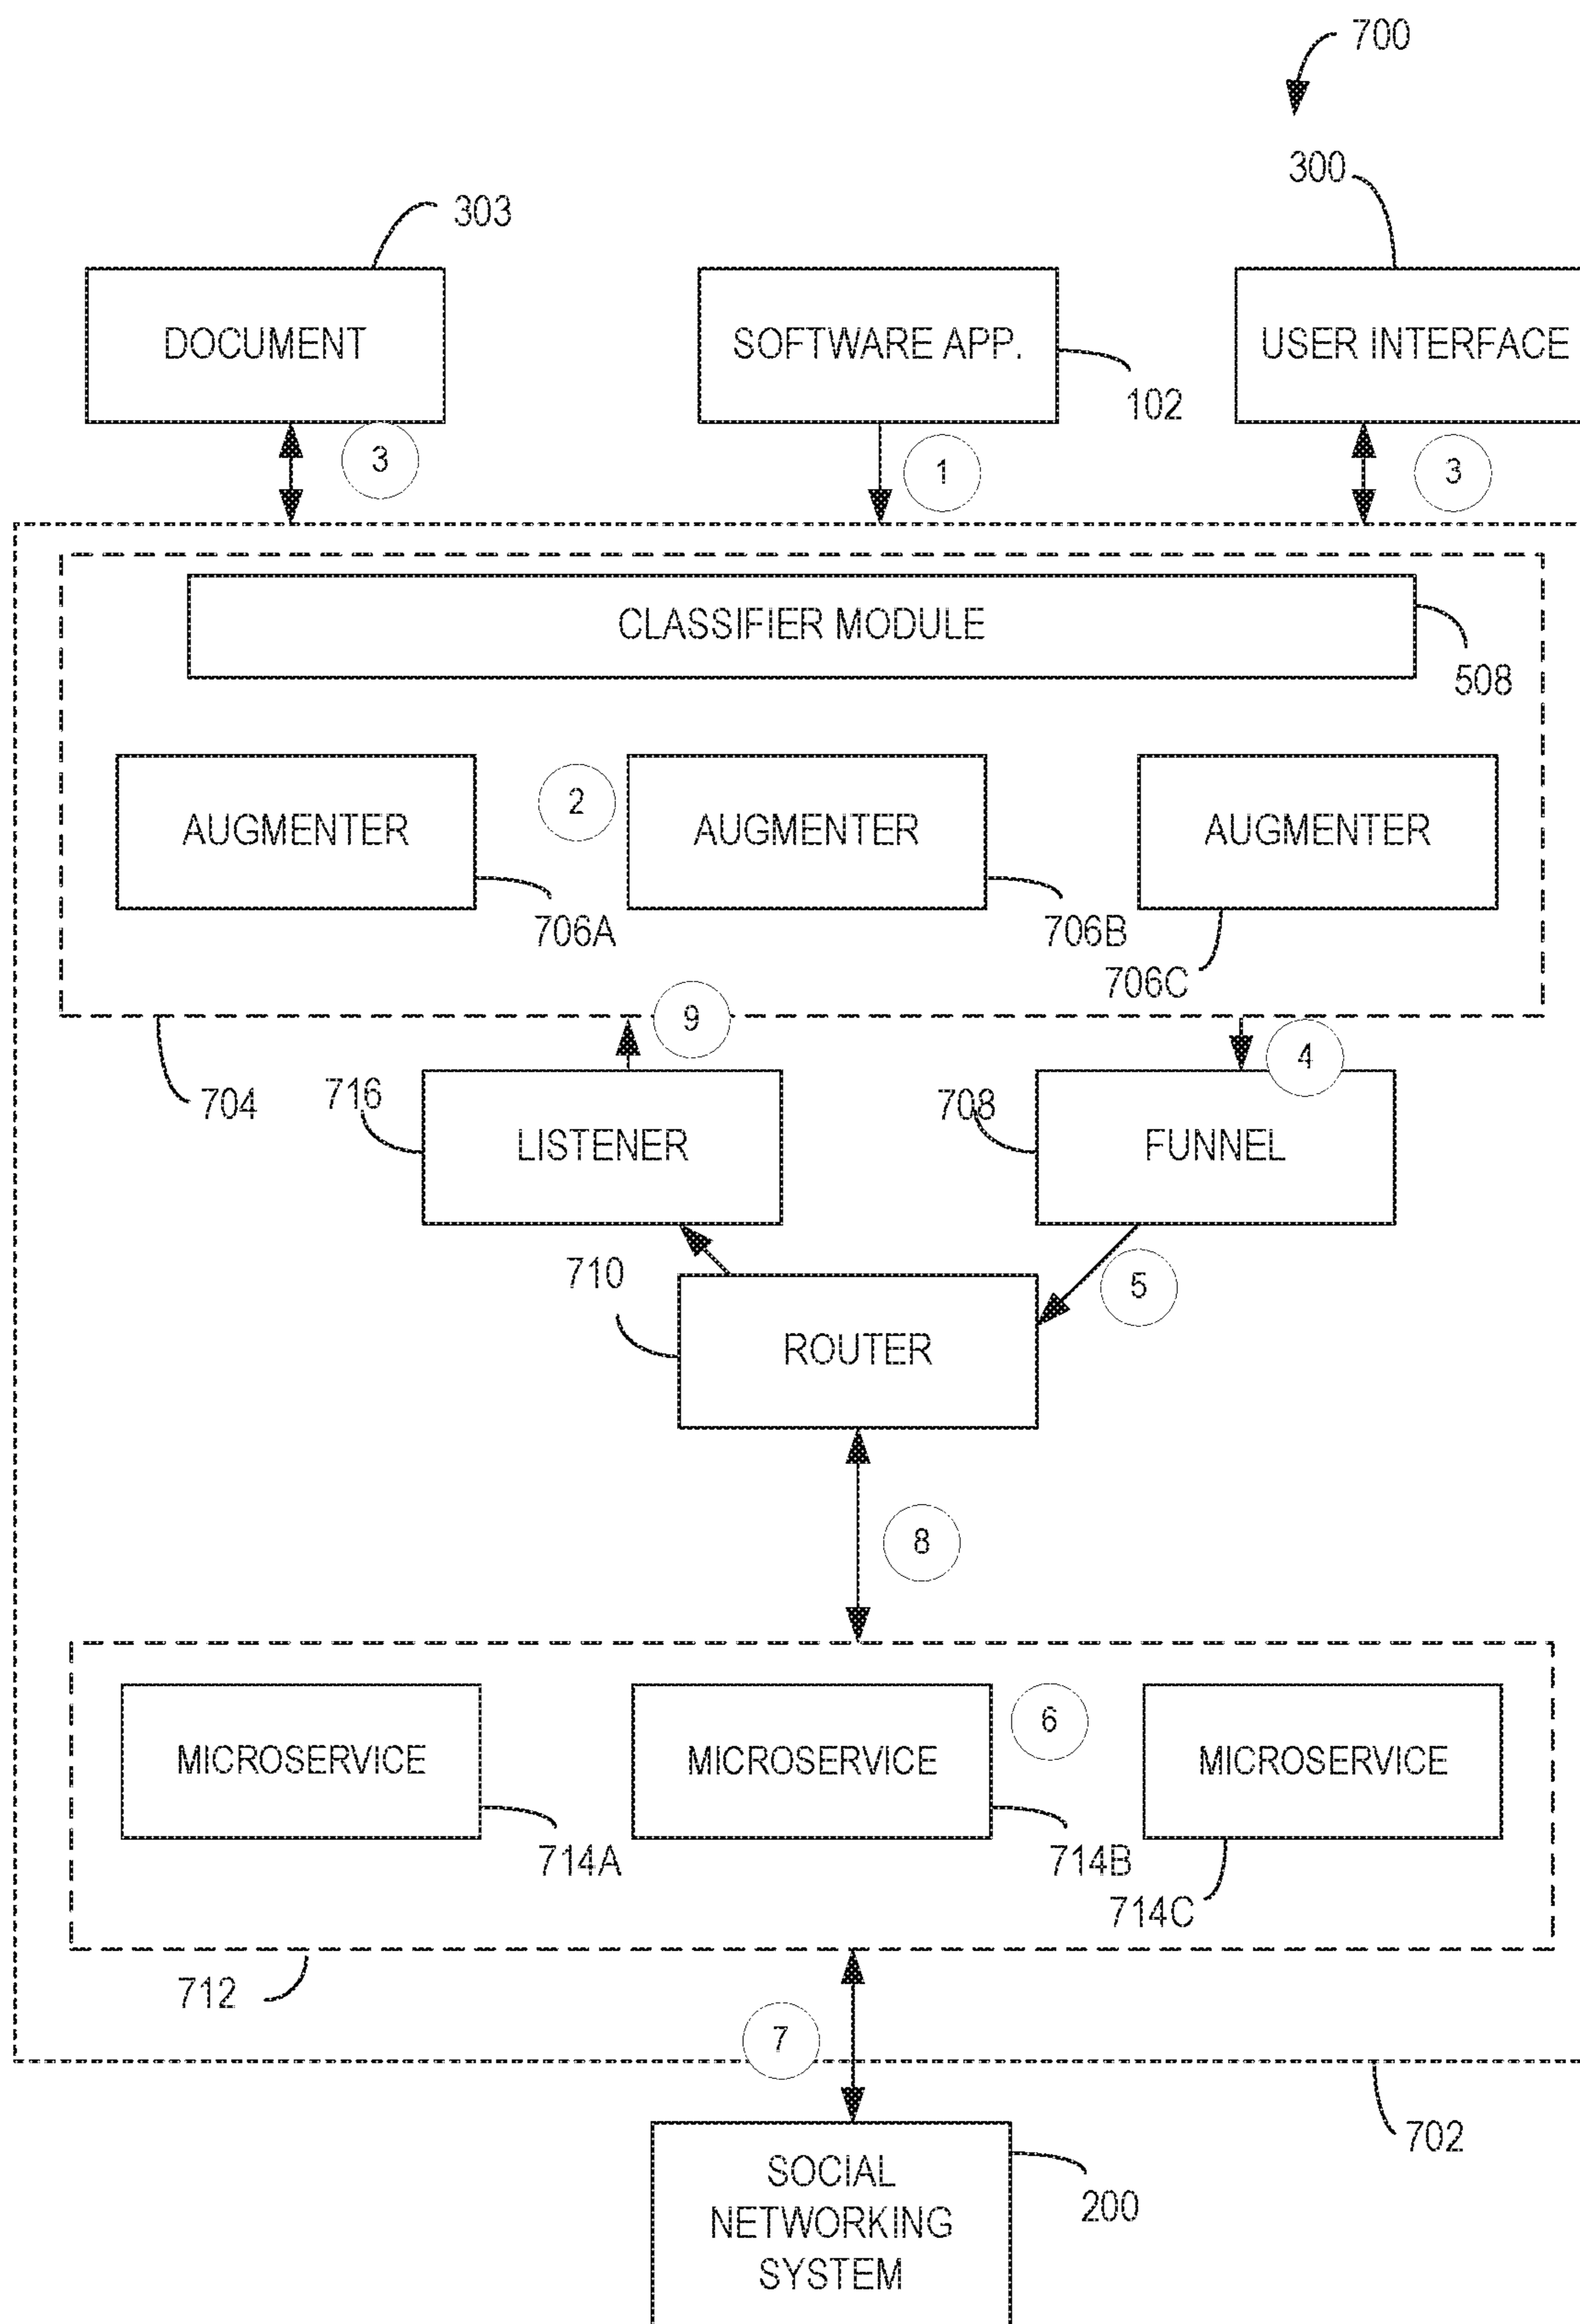 700
300
303
DOCUMENT
SOFTWARE APP.
USER INTERFACE
102
3
1
3
CLASSIFIER MODULE
508
2
AUGMENTER
AUGMENTER
AUGMENTER
706A
706B
706C
9
4
704
716
708
LISTENER
FUNNEL
710
5
ROUTER
8
6
MICROSERVICE
MICROSERVICE
MICROSERVICE
714A
714B
714C
712
7
702
SOCIAL
NETWORKING
SYSTEM
200